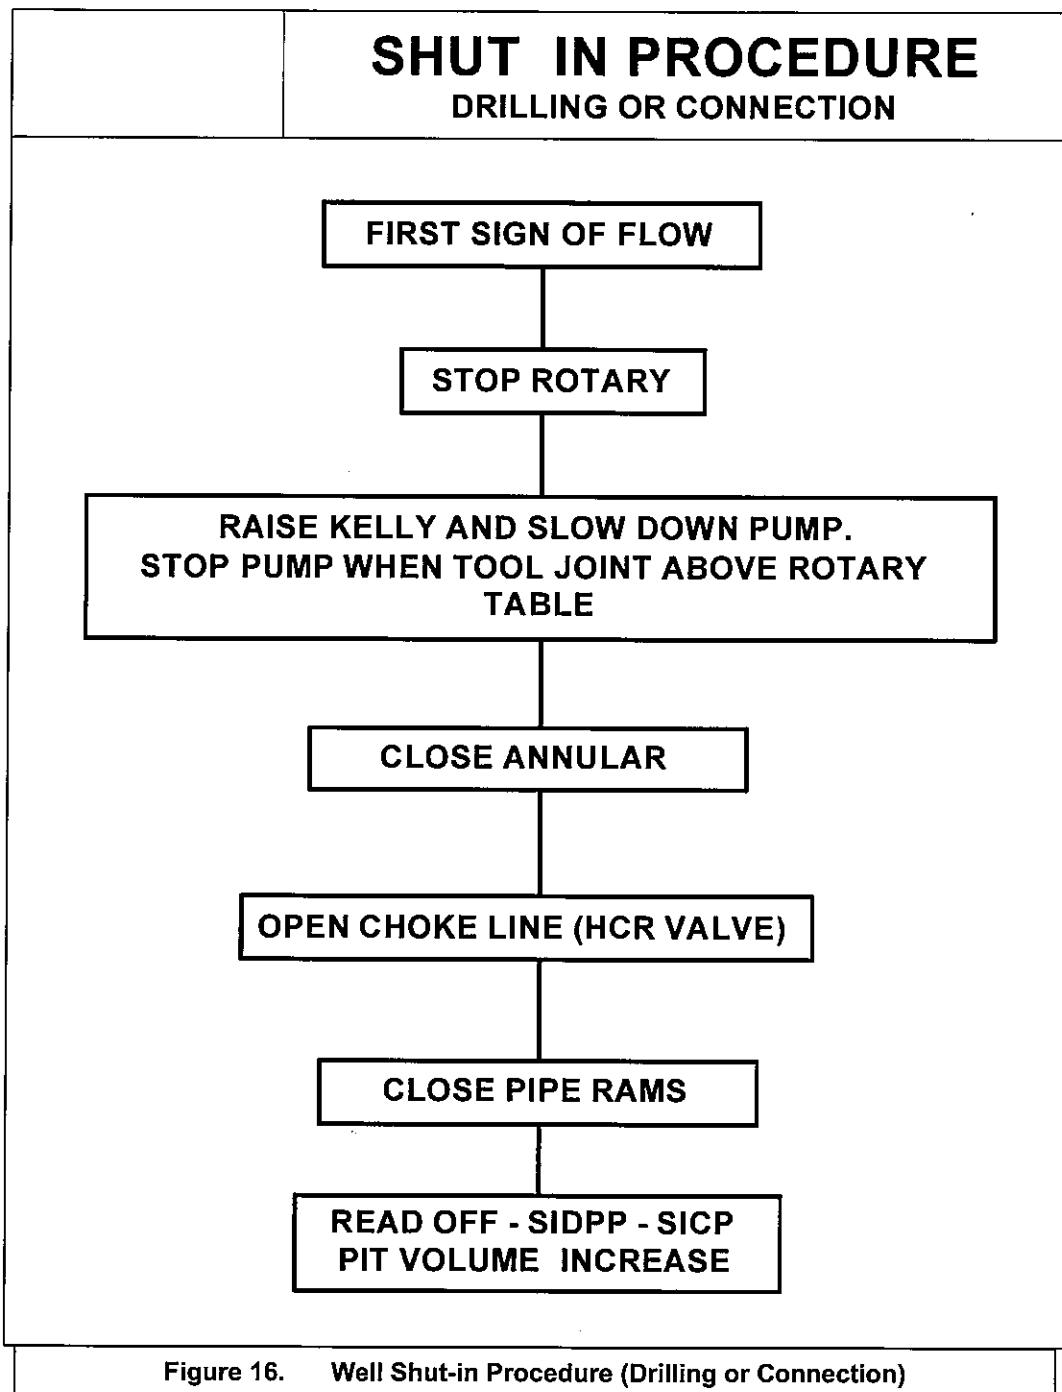 SHUT IN PROCEDURE
DRILLING OR CONNECTION
FIRST SIGN OF FLOW
STOP ROTARY
RAISE KELLY AND SLOW DOWN PUMP.
STOP PUMP WHEN TOOL JOINT ABOVE ROTARY
TABLE
CLOSE ANNULAR
OPEN CHOKE LINE (HCR VALVE)
CLOSE PIPE RAMS
READ OFF - SIDPP - SICP
PIT VOLUME INCREASE
Figure 16. Well Shut-in Procedure (Drilling or Connection)